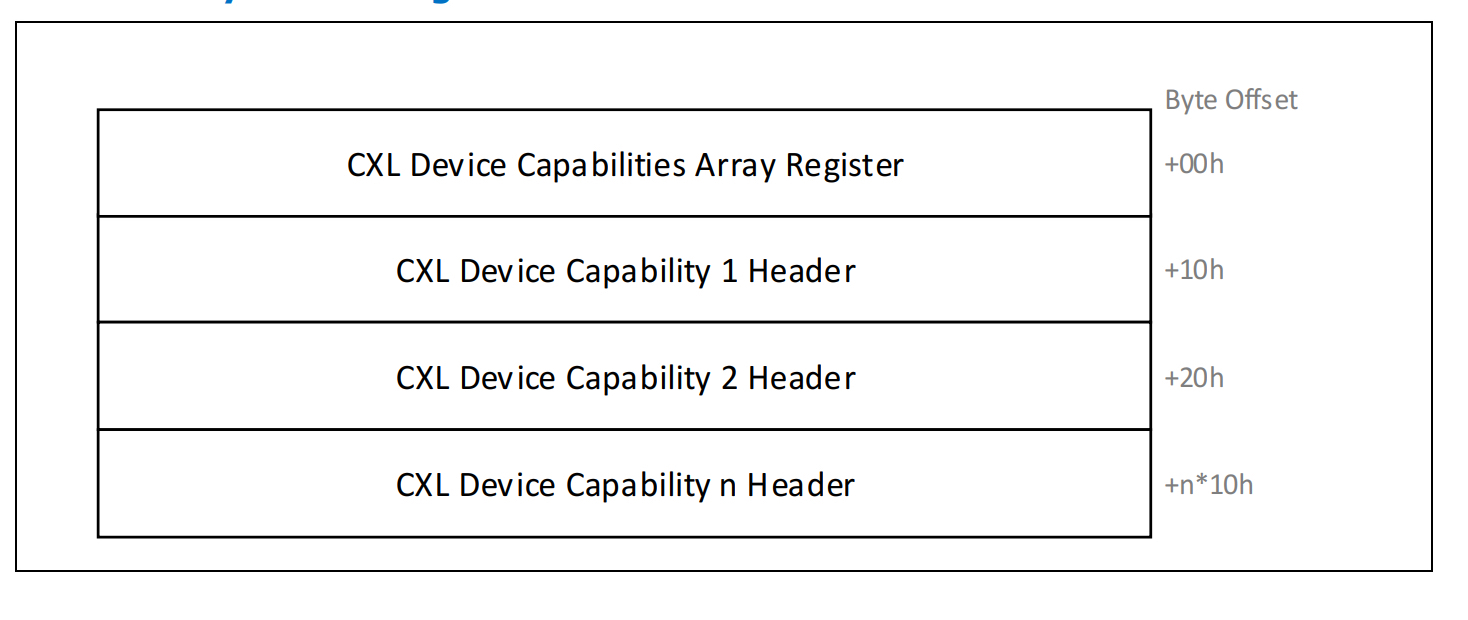 Byte Offset
CXL Device Capabilities Array Register +00h
CXL Device Capability 1 Header +10h
CXL Device Capability 2 Header +20h
CXL Device Capability n Header +n*10h